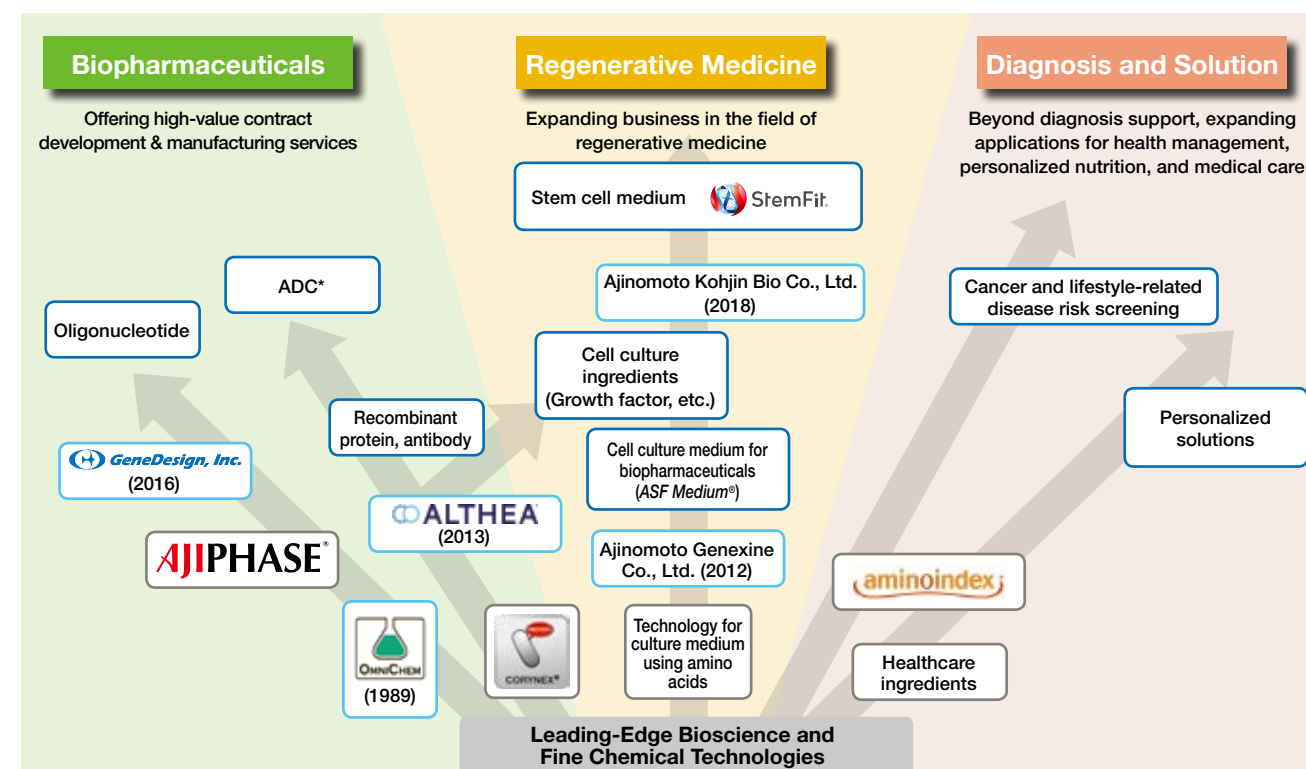 Biopharmaceuticals
Offering high-value contract
development & manufacturing services
ADC*
Oligonucleotide
Recombinant
protein, antibody
GeneDesign, Inc.
(2016)
ALTHEA
(2013)
AJIPHASE®
OMNICHEM
(1989)
CORYNEX®
Regenerative Medicine
Expanding business in the field of
regenerative medicine
Stem cell medium StemFit
Ajinomoto Kohjin Bio Co., Ltd.
(2018)
Cell culture
ingredients
(Growth factor, etc.)
Cell culture medium for
biopharmaceuticals
(ASF Medium®)
Ajinomoto Genexine
Co., Ltd. (2012)
Technology for
culture medium
using amino
acids
Diagnosis and Solution
Beyond diagnosis support, expanding
applications for health management,
personalized nutrition, and medical care
Cancer and lifestyle-related
disease risk screening
Personalized
solutions
aminoindex
Healthcare
ingredients
Leading-Edge Bioscience and
Fine Chemical Technologies